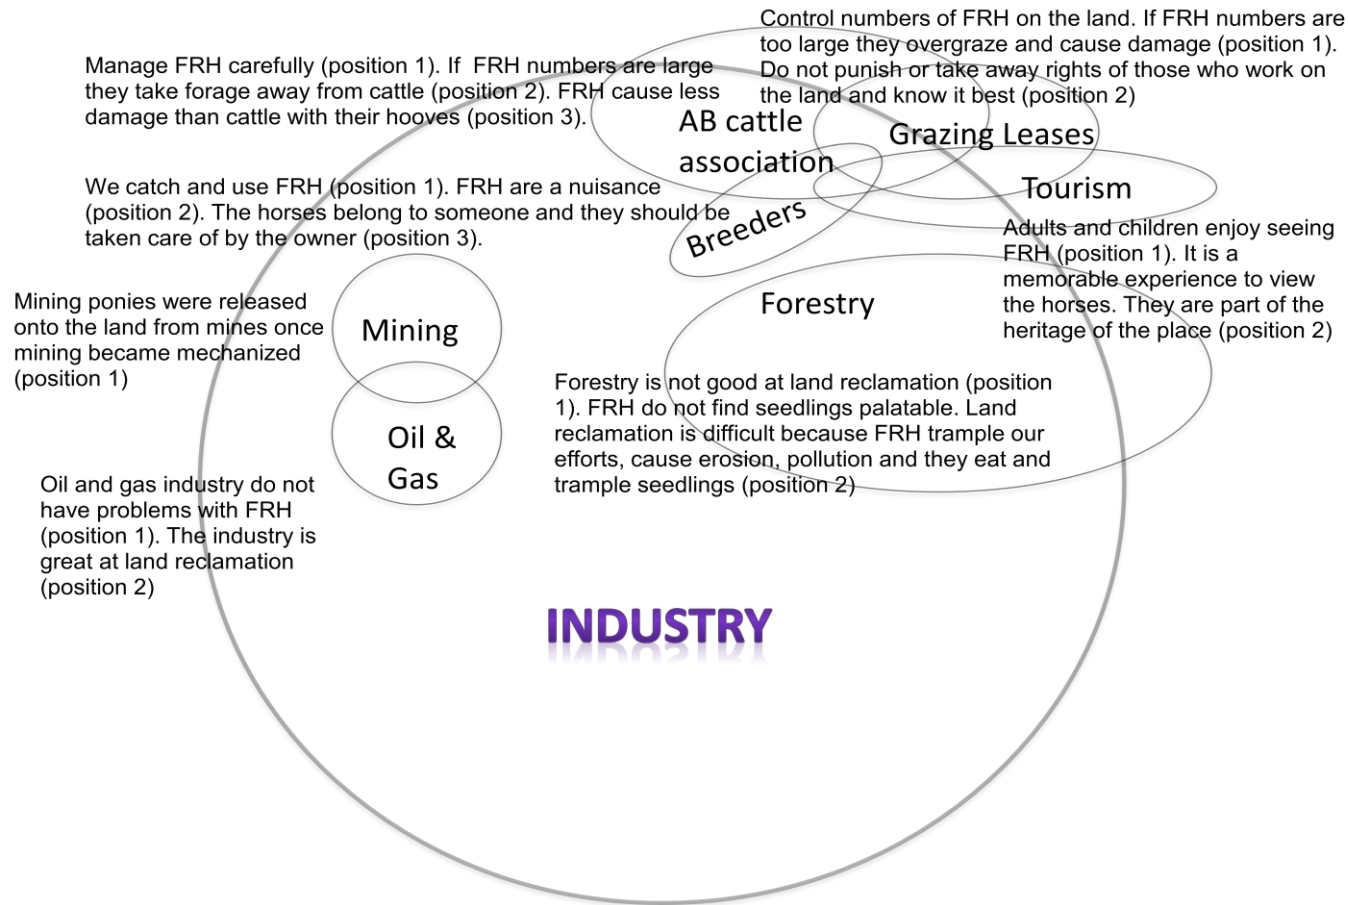 Control numbers of FRH on the land. If FRH numbers are
too large they overgraze and cause damage (position 1).
Do not punish or take away rights of those who work on
the land and know it best (position 2)
Manage FRH carefully (position 1). If  FRH numbers are large
they take forage away from cattle (position 2). FRH cause less
damage than cattle with their hooves (position 3).
AB cattle
association
Grazing Leases
We catch and use FRH (position 1). FRH are a nuisance
(position 2). The horses belong to someone and they should be
taken care of by the owner (position 3).
Breeders
Tourism
Adults and children enjoy seeing
FRH (position 1). It is a
memorable experience to view
the horses. They are part of the
heritage of the place (position 2)
Mining ponies were released
onto the land from mines once
mining became mechanized
(position 1)
Mining
Forestry
Forestry is not good at land reclamation (position
1). FRH do not find seedlings palatable. Land
reclamation is difficult because FRH trample our
efforts, cause erosion, pollution and they eat and
trample seedlings (position 2)
Oil &
Gas
Oil and gas industry do not
have problems with FRH
(position 1). The industry is
great at land reclamation
(position 2)
INDUSTRY